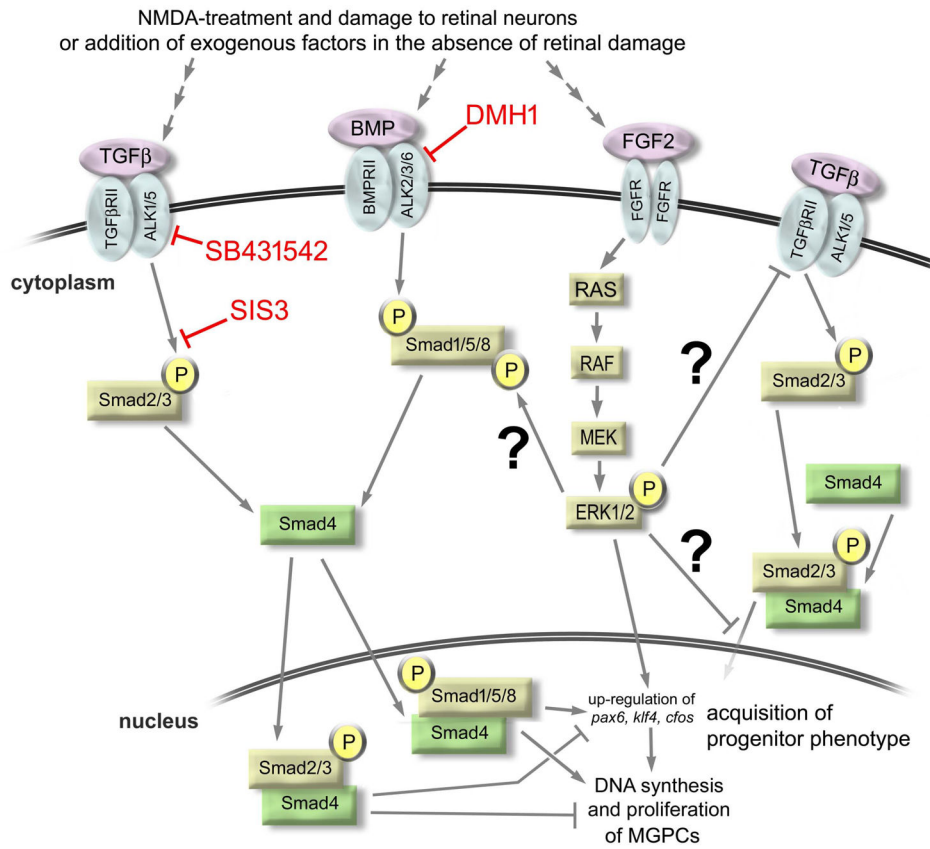 NMDA-treatment and damage to retinal neurons
or addition of exogenous factors in the absence of retinal damage
DMH1
BMP
FGF2
TGFβ
TGFβ
TGFβRII
ALK1/5
BMPRII
ALK2/3/6
FGFR
FGFR
TGFβRII
ALK1/5
SB431542
cytoplasm
RAS
SIS3
P
Smad1/5/8
P
?
RAF
P
Smad2/3
P
Smad2/3
?
MEK
P
ERK1/2
Smad4
Smad4
?
P
Smad2/3
Smad4
P
Smad1/5/8
Smad4
nucleus
up-regulation of
pax6, klf4, cfos
acquisition of
progenitor phenotype
P
Smad2/3
Smad4
DNA synthesis
and proliferation
of MGPCs